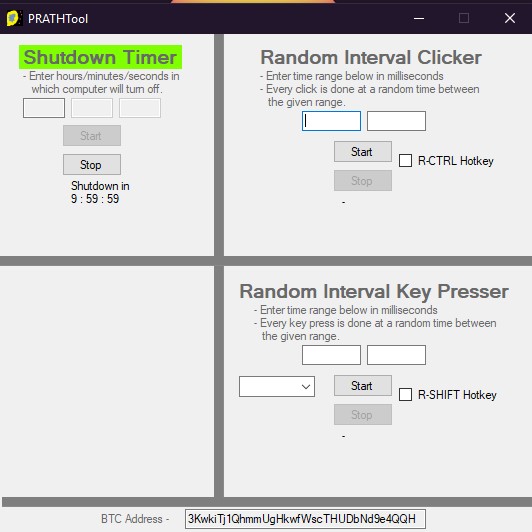 PRATHTool
Shutdown Timer
- Enter hours/minutes/seconds in
which computer will turn off.
Start
Stop
Shutdown in
9 : 59 : 59
Random Interval Clicker
- Enter time range below in milliseconds
- Every click is done at a random time between
the given range.
Start
R-CTRL Hotkey
Stop
-
Random Interval Key Presser
- Enter time range below in milliseconds
- Every key press is done at a random time between
the given range.
Start
R-SHIFT Hotkey
Stop
-
BTC Address -
3KwkiTj1QhmmUgHkwfWscTHUDbNd9e4QQH